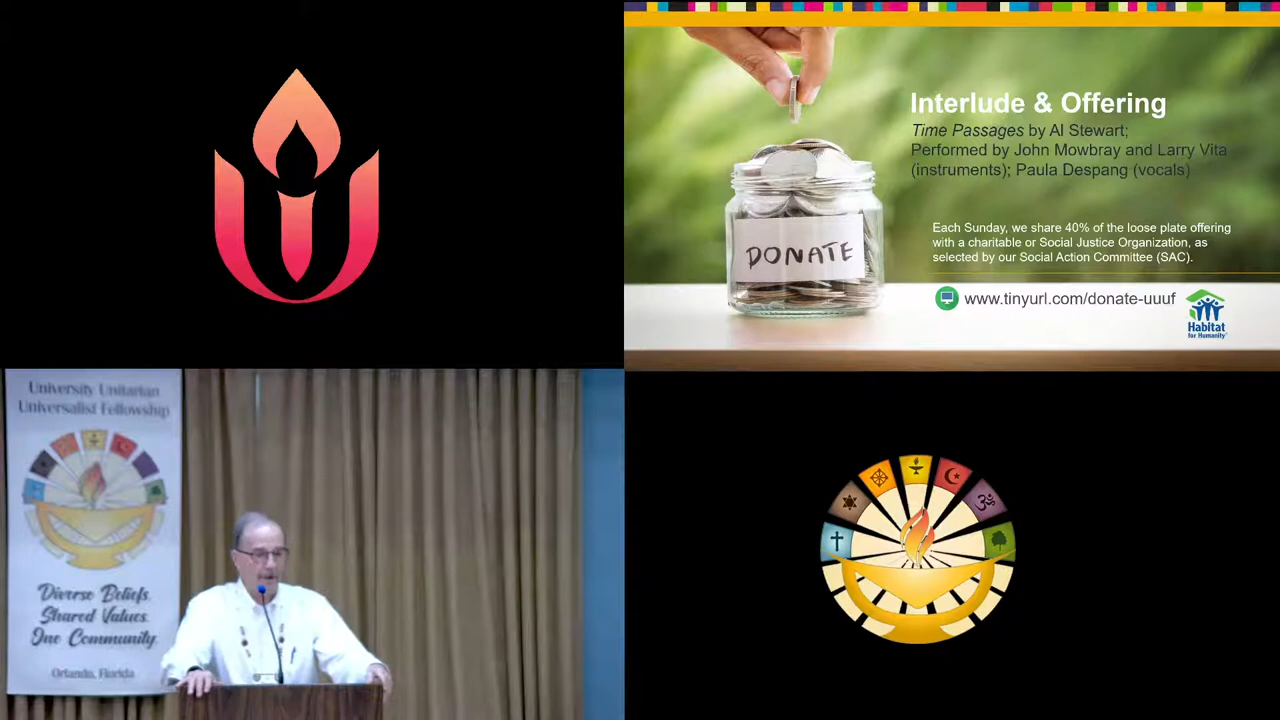 Interlude & Offering
Time Passages by Al Stewart;
Performed by John Mowbray and Larry Vita
(instruments); Paula Despang (vocals)
DONATE
Each Sunday, we share 40% of the loose plate offering
with a charitable or Social Justice Organization, as
selected by our Social Action Committee (SAC).
www.tinyurl.com/donate-uuuf
Habitat
for Humanity
University Unitarian
Universalist Fellowship
Diverse Beliefs.
Shared Values.
One Community.
Orlando, Florida